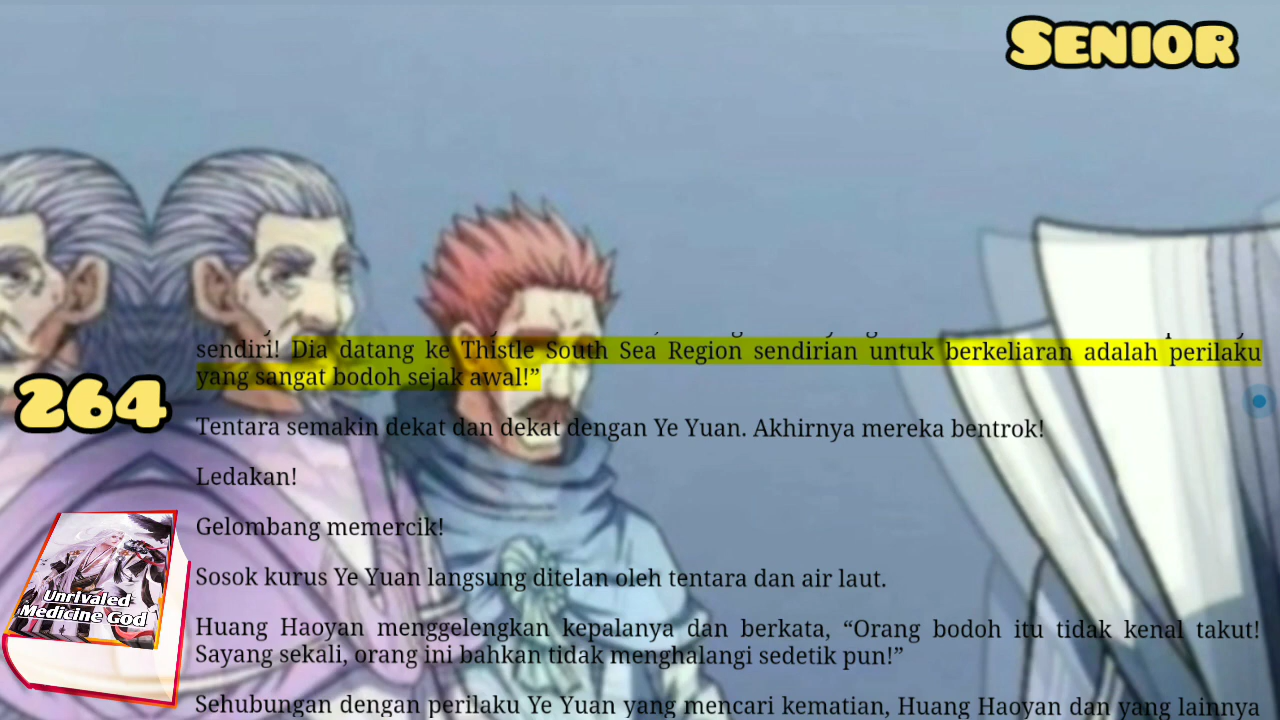 SENIOR
sendiri! Dia datang ke Thistle South Sea Region sendirian untuk berkeliaran adalah perilaku
yang sangat bodoh sejak awal!”
264
Tentara semakin dekat dan dekat dengan Ye Yuan. Akhirnya mereka bentrok!
Ledakan!
Gelombang memercik!
Sosok kurus Ye Yuan langsung ditelan oleh tentara dan air laut.
Unrivaled
Medicine God
Huang Haoyan menggelengkan kepalanya dan berkata, “Orang bodoh itu tidak kenal takut!
Sayang sekali, orang ini bahkan tidak menghalangi sedetik pun!”
Sehubungan dengan perilaku Ye Yuan yang mencari kematian, Huang Haoyan dan yang lainnya